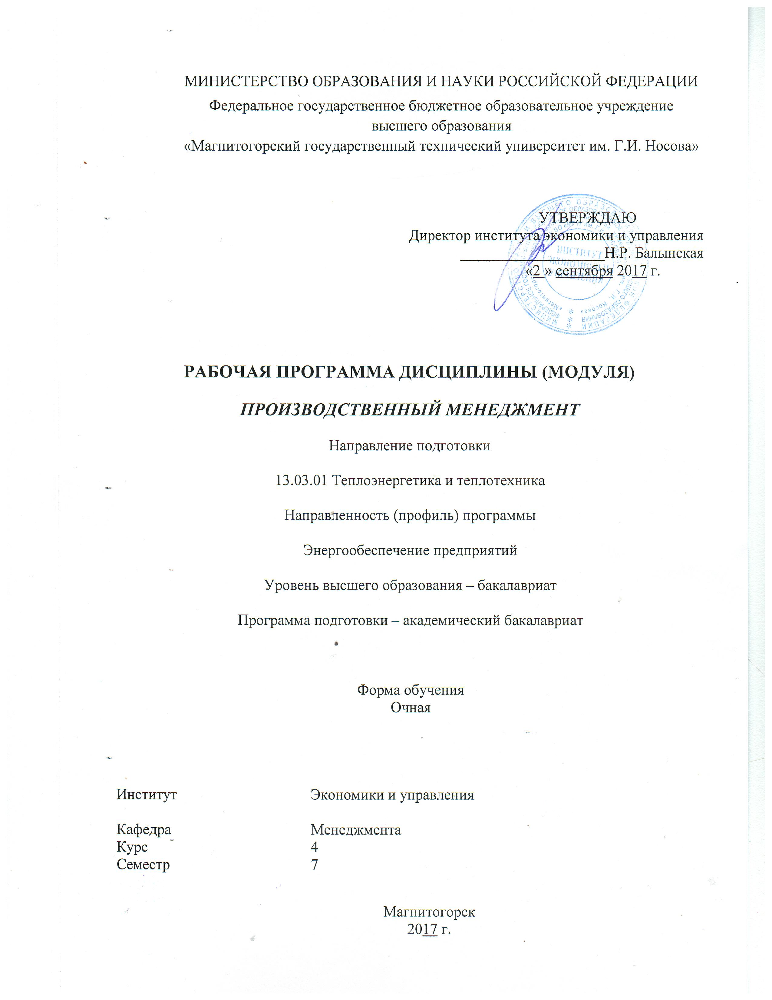 МИНИСТЕРСТВО ОБРАЗОВАНИЯ И НАУКИ РОССИЙСКОЙ ФЕДЕРАЦИИ
Федеральное государственное бюджетное образовательное учреждение
высшего образования
«Магнитогорский государственный технический университет им. Г.И. Носова»
УТВЕРЖДАЮ
Директор института экономики и управления
Н.Р. Балынская
«2 » сентября 2017 г.
ИНСТИТУТ
ЭКОНОМИКИ И
УПРАВЛЕНИЯ
РАБОЧАЯ ПРОГРАММА ДИСЦИПЛИНЫ (МОДУЛЯ)
ПРОИЗВОДСТВЕННЫЙ МЕНЕДЖМЕНТ
Направление подготовки
13.03.01 Теплоэнергетика и теплотехника
Направленность (профиль) программы
Энергообеспечение предприятий
Уровень высшего образования – бакалавриат
Программа подготовки – академический бакалавриат
Форма обучения
Очная
Институт Экономики и управления
Кафедра Менеджмента
Курс 4
Семестр 7
Магнитогорск
2017 г.